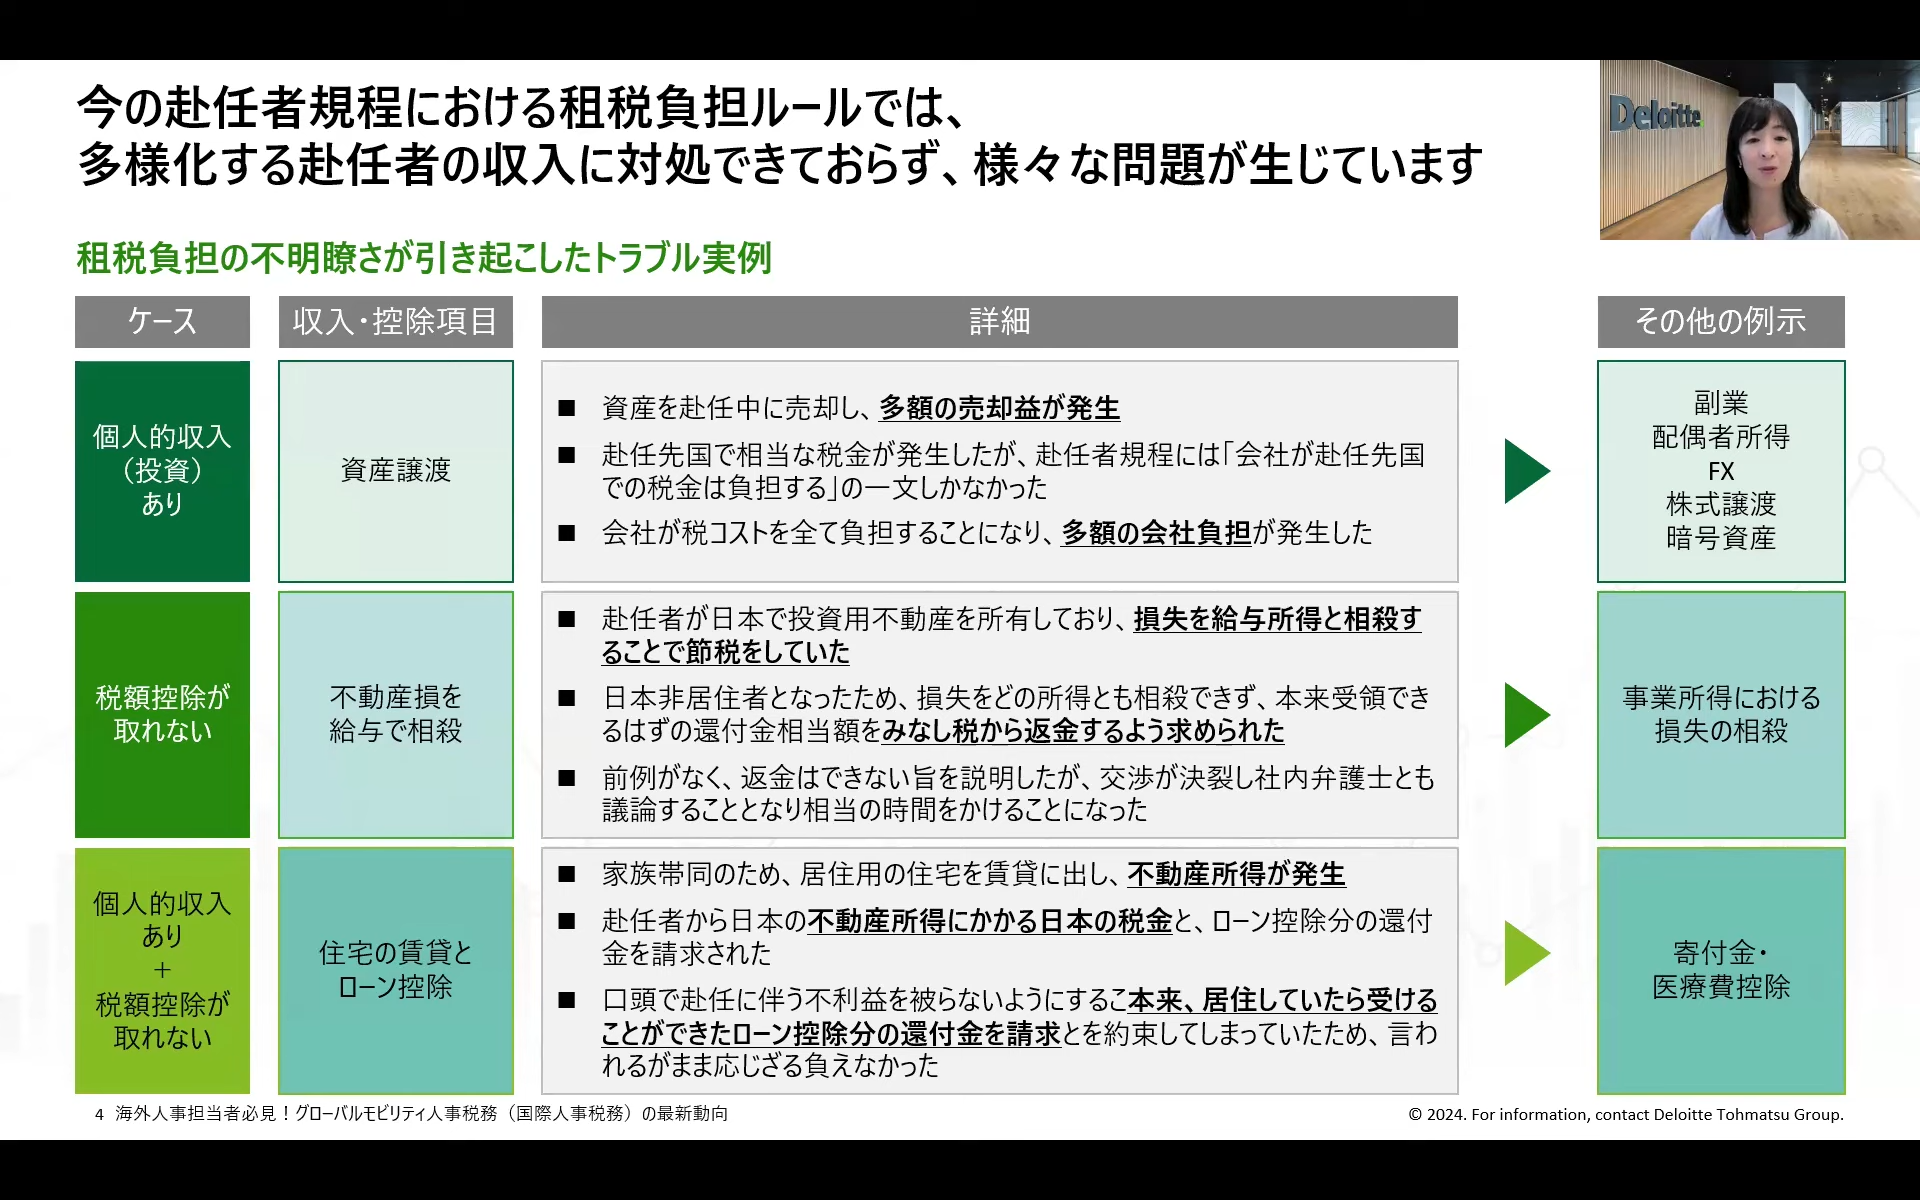 今の赴任者規程における租税負担ルールでは、
多様化する赴任者の収入に対処できておらず、様々な問題が生じています
Deloitte.
租税負担の不明瞭さが引き起こしたトラブル実例
ケース
収入・控除項目
詳細
その他の例示
個人的収入
（投資）
あり
資産譲渡
■ 資産を赴任中に売却し、多額の売却益が発生
■ 赴任先国で相当な税金が発生したが、赴任者規程には「会社が赴任先国
での税金は負担する」の一文しかなかった
■ 会社が税コストを全て負担することになり、多額の会社負担が発生した
副業
配偶者所得
FX
株式譲渡
暗号資産
税額控除が
取れない
不動産損を
給与で相殺
■ 赴任者が日本で投資用不動産を所有しており、損失を給与所得と相殺す
ることで節税をしていた
■ 日本非居住者となったため、損失をどの所得とも相殺できず、本来受領でき
るはずの還付金相当額をみなし税から返金するよう求められた
■ 前例がなく、返金はできない旨を説明したが、交渉が決裂し社内弁護士とも
議論することとなり相当の時間をかけることになった
事業所得における
損失の相殺
個人的収入
あり
＋
税額控除が
取れない
住宅の賃貸と
ローン控除
■ 家族帯同のため、居住用の住宅を賃貸に出し、不動産所得が発生
■ 赴任者から日本の不動産所得にかかる日本の税金と、ローン控除分の還付
金を請求された
■ 口頭で赴任に伴う不利益を被らないようにするこ本来、居住していたら受ける
ことができたローン控除分の還付金を請求とを約束してしまっていたため、言わ
れるがまま応じざる負えなかった
寄付金・
医療費控除
4 海外人事担当者必見！グローバルモビリティ人事税務（国際人事税務）の最新動向
© 2024. For information, contact Deloitte Tohmatsu Group.